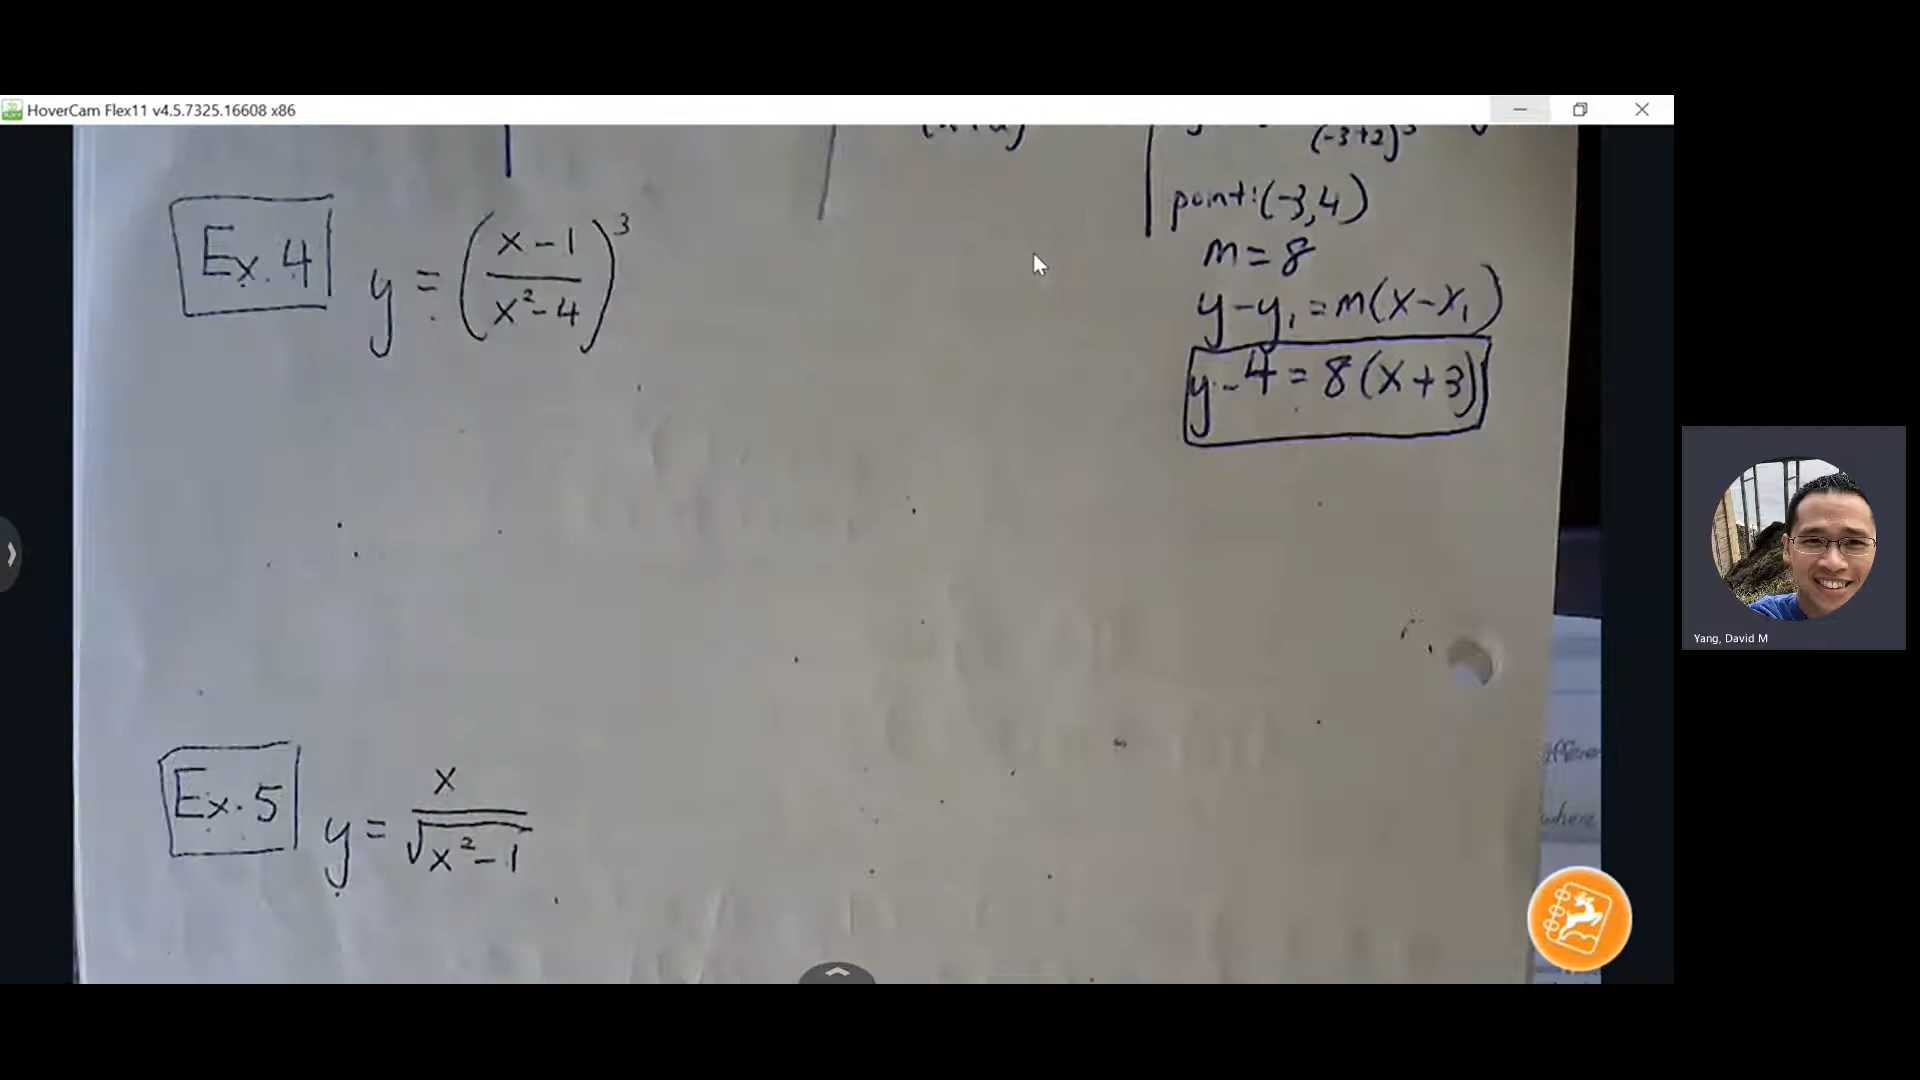 HoverCam Flex11 v4.5.7325.16608 x86
(-3+2)³
point: (-3,4)
m = 8
y-y₁ = m(x-x₁)
y-4 = 8(x+3)
Ex. 4 y = ((x-1)/(x²-4))³
Ex. 5 y = x/√(x²-1)
where
Yang, David M